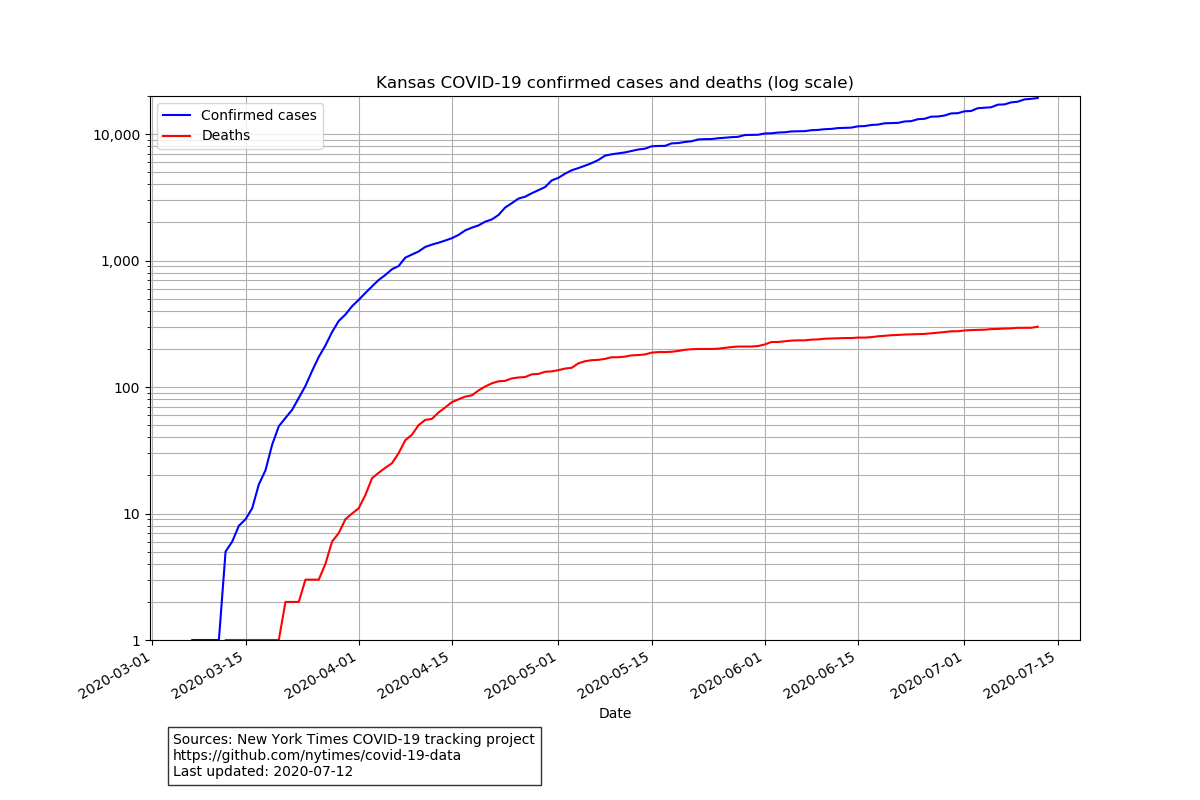 Kansas COVID-19 confirmed cases and deaths (log scale)
Confirmed cases
Deaths
10,000
1,000
100
10
1
2020-03-01
2020-03-15
2020-04-01
2020-04-15
2020-05-01
2020-05-15
2020-06-01
2020-06-15
2020-07-01
2020-07-15
Date
Sources: New York Times COVID-19 tracking project
https://github.com/nytimes/covid-19-data
Last updated: 2020-07-12